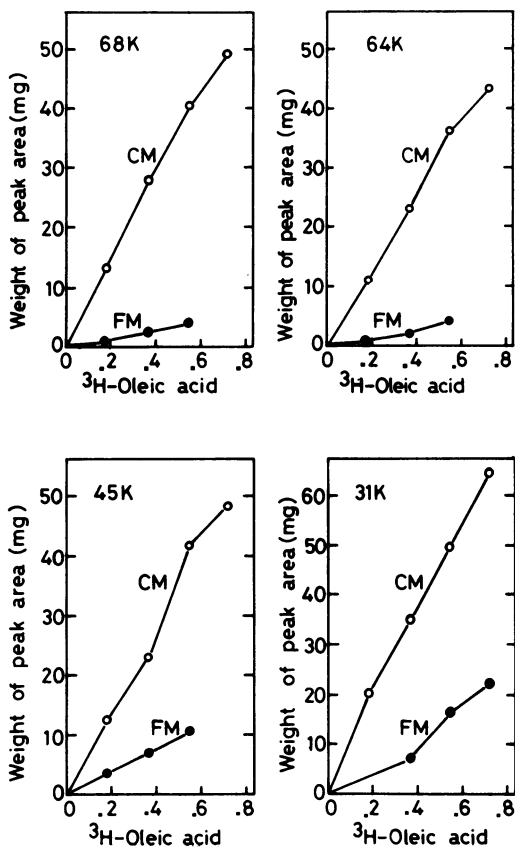 68K
Weight of peak area (mg)
50
40
30
20
10
0
CM
FM
0 .2 .4 .6 .8
³H-Oleic acid
64K
Weight of peak area (mg)
50
40
30
20
10
0
CM
FM
0 .2 .4 .6 .8
³H-Oleic acid
45K
Weight of peak area (mg)
50
40
30
20
10
0
CM
FM
0 .2 .4 .6 .8
³H-Oleic acid
31K
Weight of peak area (mg)
60
50
40
30
20
10
0
CM
FM
0 .2 .4 .6 .8
³H-Oleic acid